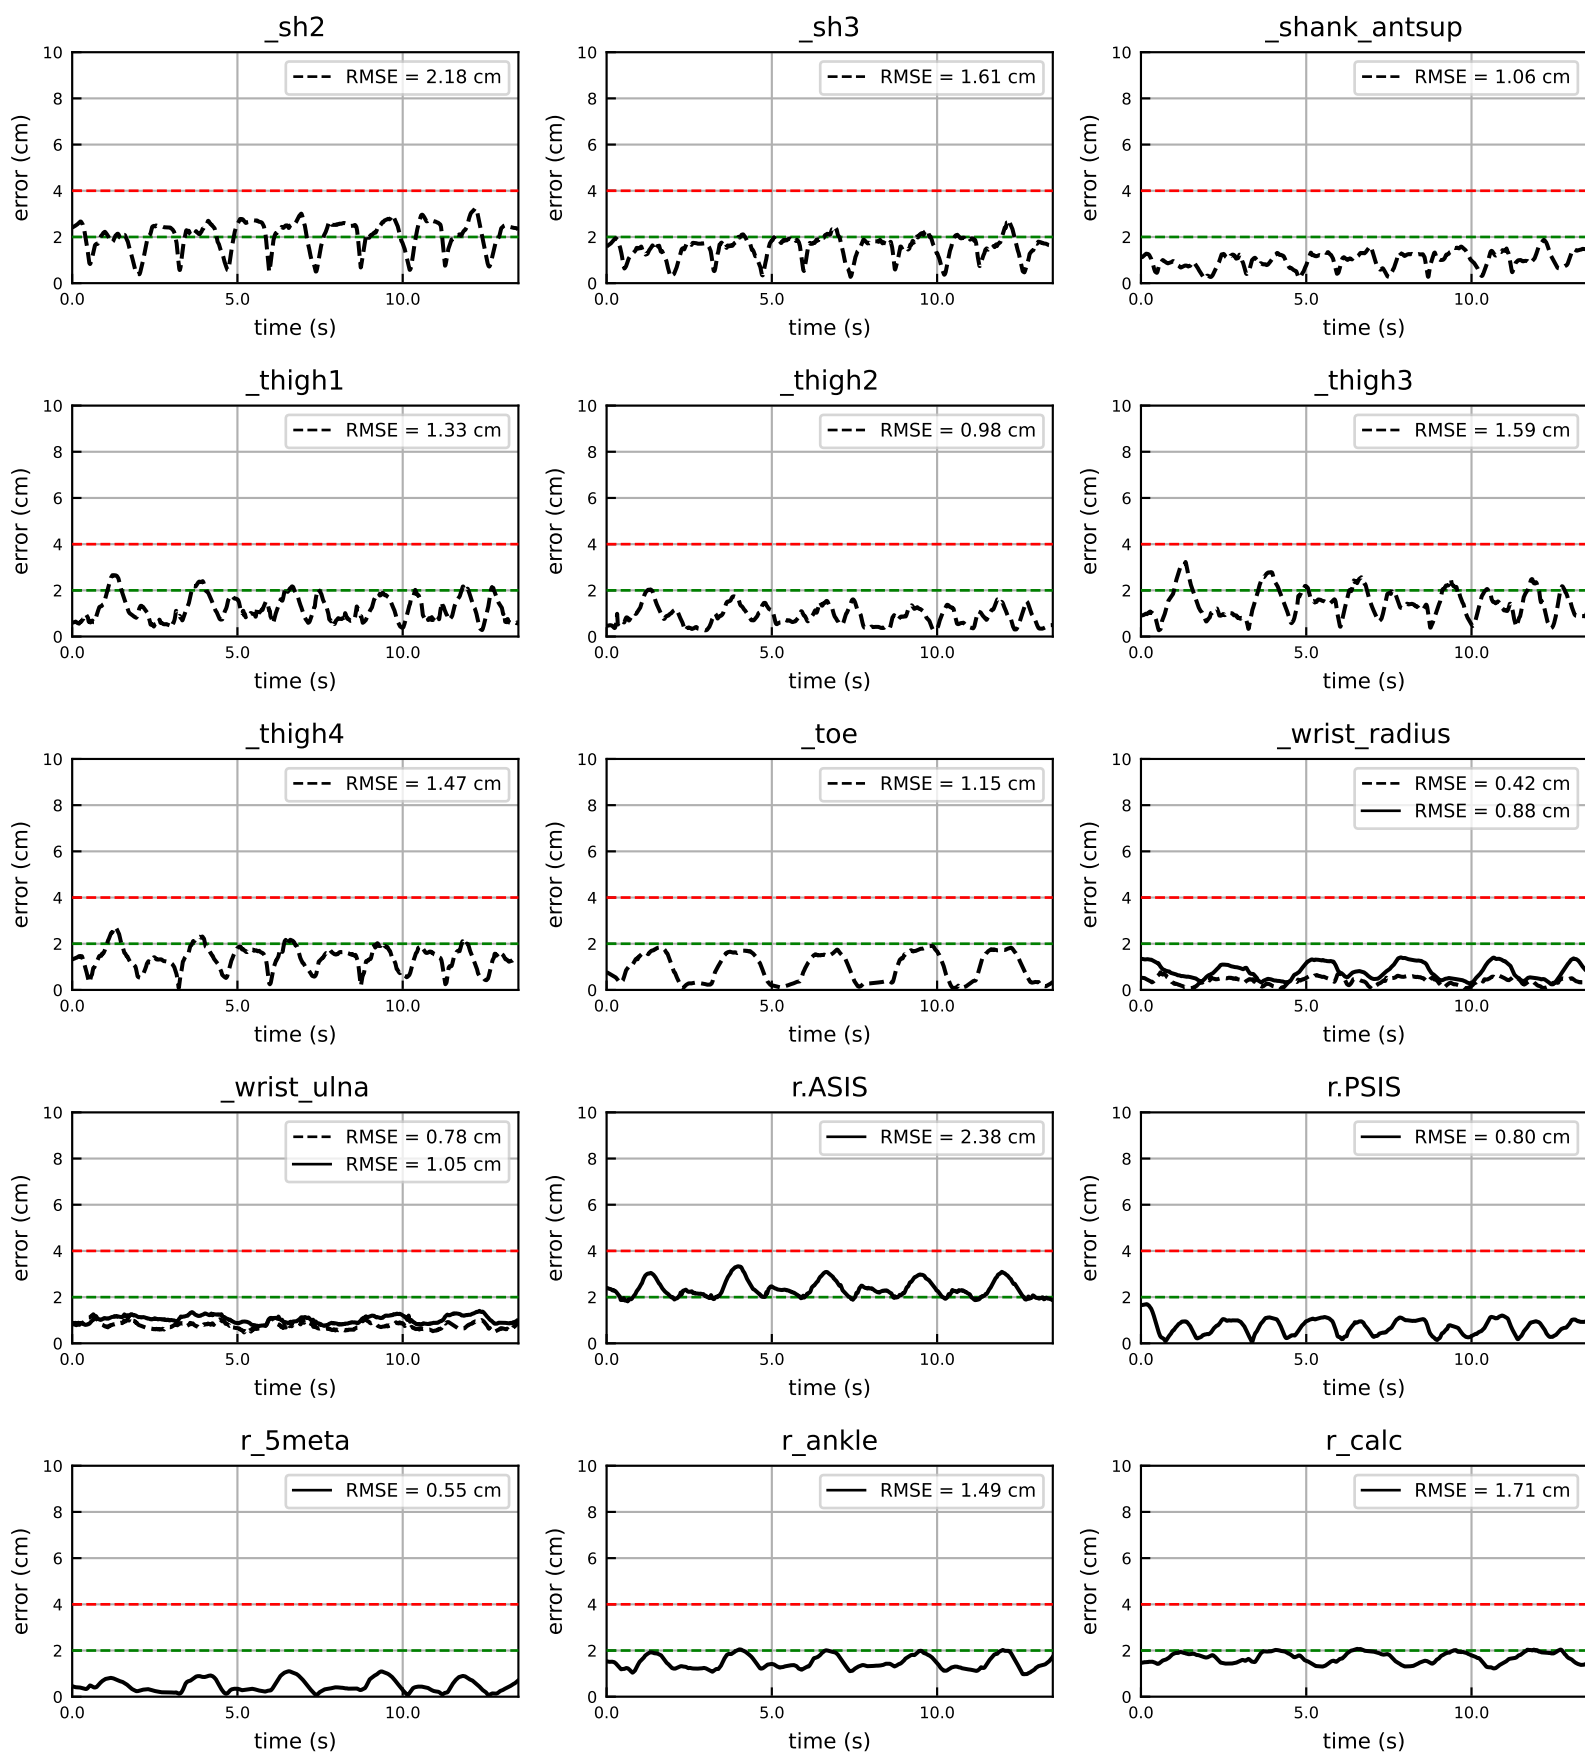 _sh2
_sh3
_shank_antsup
RMSE = 2.18 cm
RMSE = 1.61 cm
RMSE = 1.06 cm
error (cm)
error (cm)
error (cm)
10
8
6
4
2
0
10
8
6
4
2
0
10
8
6
4
2
0
0.0 5.0 10.0
0.0 5.0 10.0
0.0 5.0 10.0
time (s)
time (s)
time (s)
_thigh1
_thigh2
_thigh3
RMSE = 1.33 cm
RMSE = 0.98 cm
RMSE = 1.59 cm
error (cm)
error (cm)
error (cm)
10
8
6
4
2
0
10
8
6
4
2
0
10
8
6
4
2
0
0.0 5.0 10.0
0.0 5.0 10.0
0.0 5.0 10.0
time (s)
time (s)
time (s)
_thigh4
_toe
_wrist_radius
RMSE = 1.47 cm
RMSE = 1.15 cm
RMSE = 0.42 cm
RMSE = 0.88 cm
error (cm)
error (cm)
error (cm)
10
8
6
4
2
0
10
8
6
4
2
0
10
8
6
4
2
0
0.0 5.0 10.0
0.0 5.0 10.0
0.0 5.0 10.0
time (s)
time (s)
time (s)
_wrist_ulna
r.ASIS
r.PSIS
RMSE = 0.78 cm
RMSE = 1.05 cm
RMSE = 2.38 cm
RMSE = 0.80 cm
error (cm)
error (cm)
error (cm)
10
8
6
4
2
0
10
8
6
4
2
0
10
8
6
4
2
0
0.0 5.0 10.0
0.0 5.0 10.0
0.0 5.0 10.0
time (s)
time (s)
time (s)
r_5meta
r_ankle
r_calc
RMSE = 0.55 cm
RMSE = 1.49 cm
RMSE = 1.71 cm
error (cm)
error (cm)
error (cm)
10
8
6
4
2
0
10
8
6
4
2
0
10
8
6
4
2
0
0.0 5.0 10.0
0.0 5.0 10.0
0.0 5.0 10.0
time (s)
time (s)
time (s)